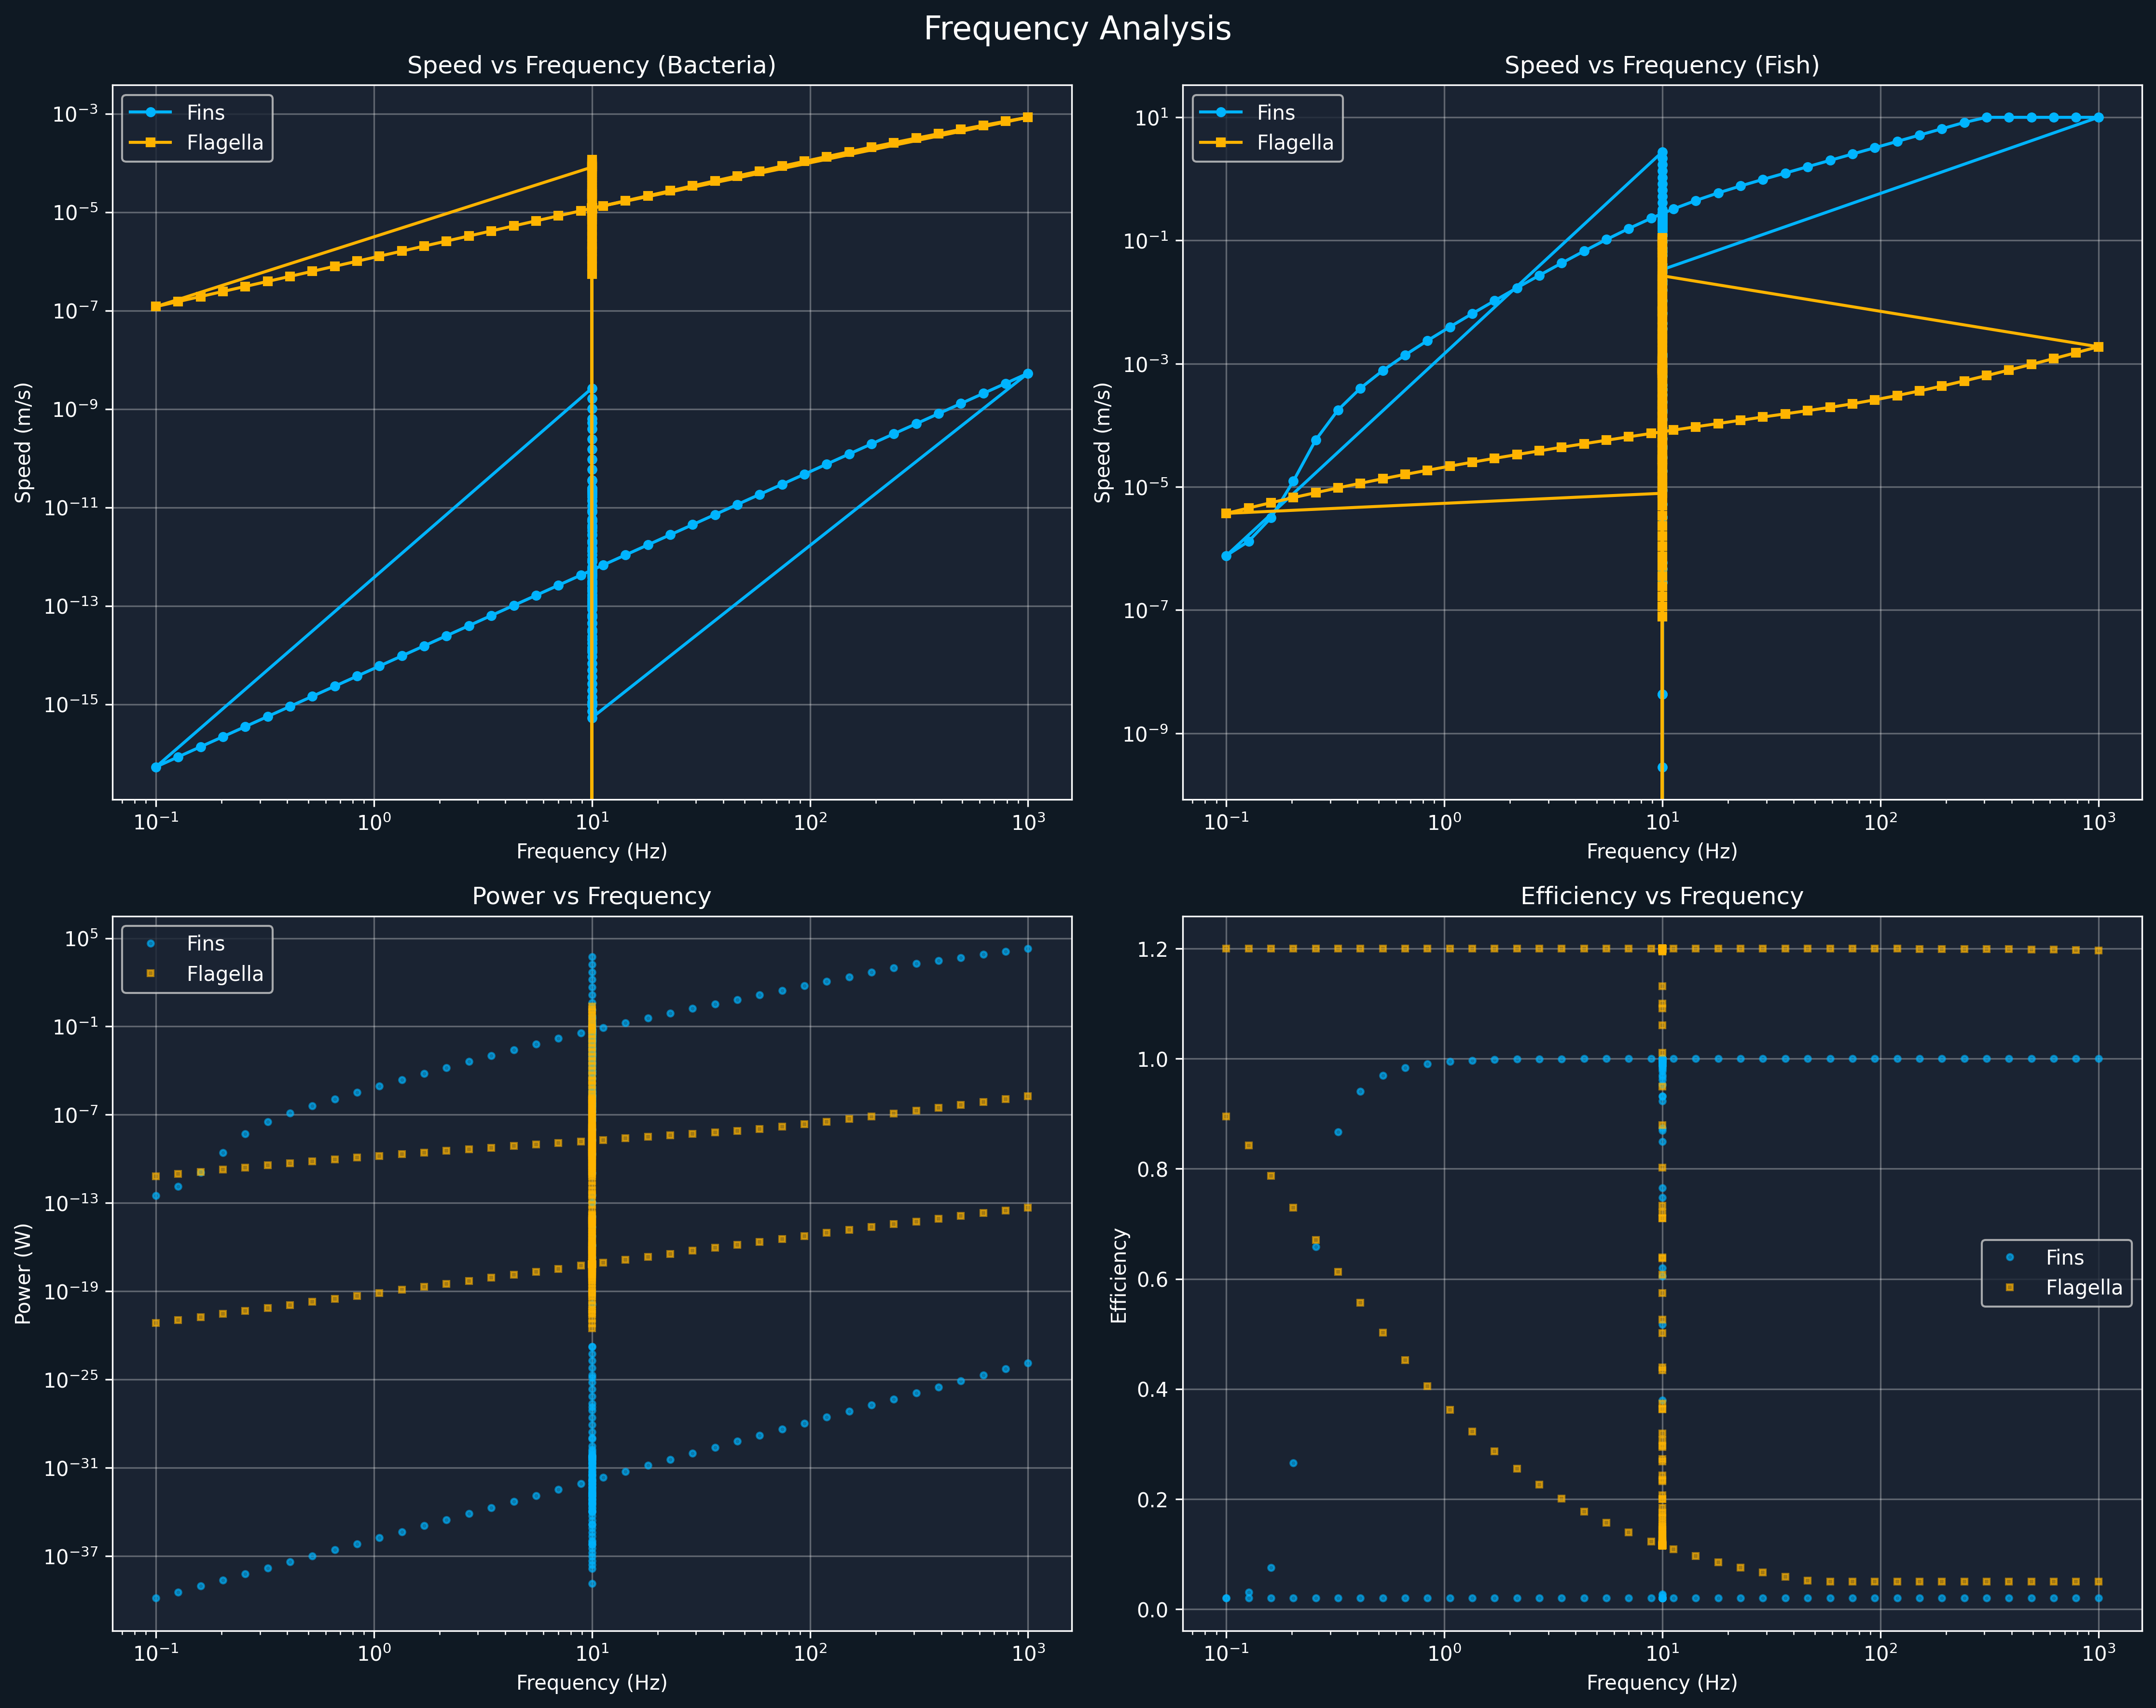 Frequency Analysis
Speed vs Frequency (Bacteria)
Fins
Flagella
Speed (m/s)
10⁻³
10⁻⁵
10⁻⁷
10⁻⁹
10⁻¹¹
10⁻¹³
10⁻¹⁵
10⁻¹ 10⁰ 10¹ 10² 10³
Frequency (Hz)
Speed vs Frequency (Fish)
Fins
Flagella
Speed (m/s)
10¹
10⁻¹
10⁻³
10⁻⁵
10⁻⁷
10⁻⁹
10⁻¹ 10⁰ 10¹ 10² 10³
Frequency (Hz)
Power vs Frequency
Fins
Flagella
Power (W)
10⁵
10⁻¹
10⁻⁷
10⁻¹³
10⁻¹⁹
10⁻²⁵
10⁻³¹
10⁻³⁷
10⁻¹ 10⁰ 10¹ 10² 10³
Frequency (Hz)
Efficiency vs Frequency
Fins
Flagella
Efficiency
1.2
1.0
0.8
0.6
0.4
0.2
0.0
10⁻¹ 10⁰ 10¹ 10² 10³
Frequency (Hz)